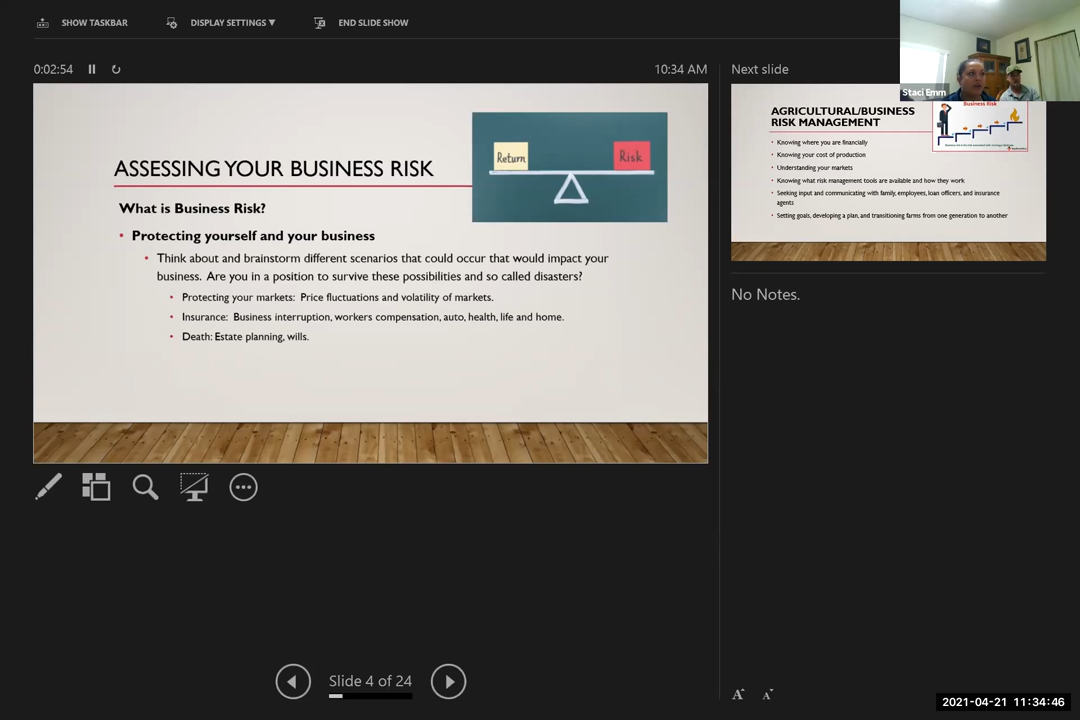 SHOW TASKBAR
DISPLAY SETTINGS ▼
END SLIDE SHOW
0:02:54
10:34 AM
Next slide
Staci Emm
ASSESSING YOUR BUSINESS RISK
Return
Risk
What is Business Risk?
• Protecting yourself and your business
• Think about and brainstorm different scenarios that could occur that would impact your
business. Are you in a position to survive these possibilities and so called disasters?
• Protecting your markets: Price fluctuations and volatility of markets.
• Insurance: Business interruption, workers compensation, auto, health, life and home.
• Death: Estate planning, wills.
AGRICULTURAL/BUSINESS
RISK MANAGEMENT
Business Risk
• Knowing where you are financially
• Knowing your cost of production
• Understanding your markets
• Knowing what risk management tools are available and how they work
• Seeking input and communicating with family, employees, loan officers, and insurance
agents
• Setting goals, developing a plan, and transitioning farms from one generation to another
No Notes.
Slide 4 of 24
A A
2021-04-21 11:34:46